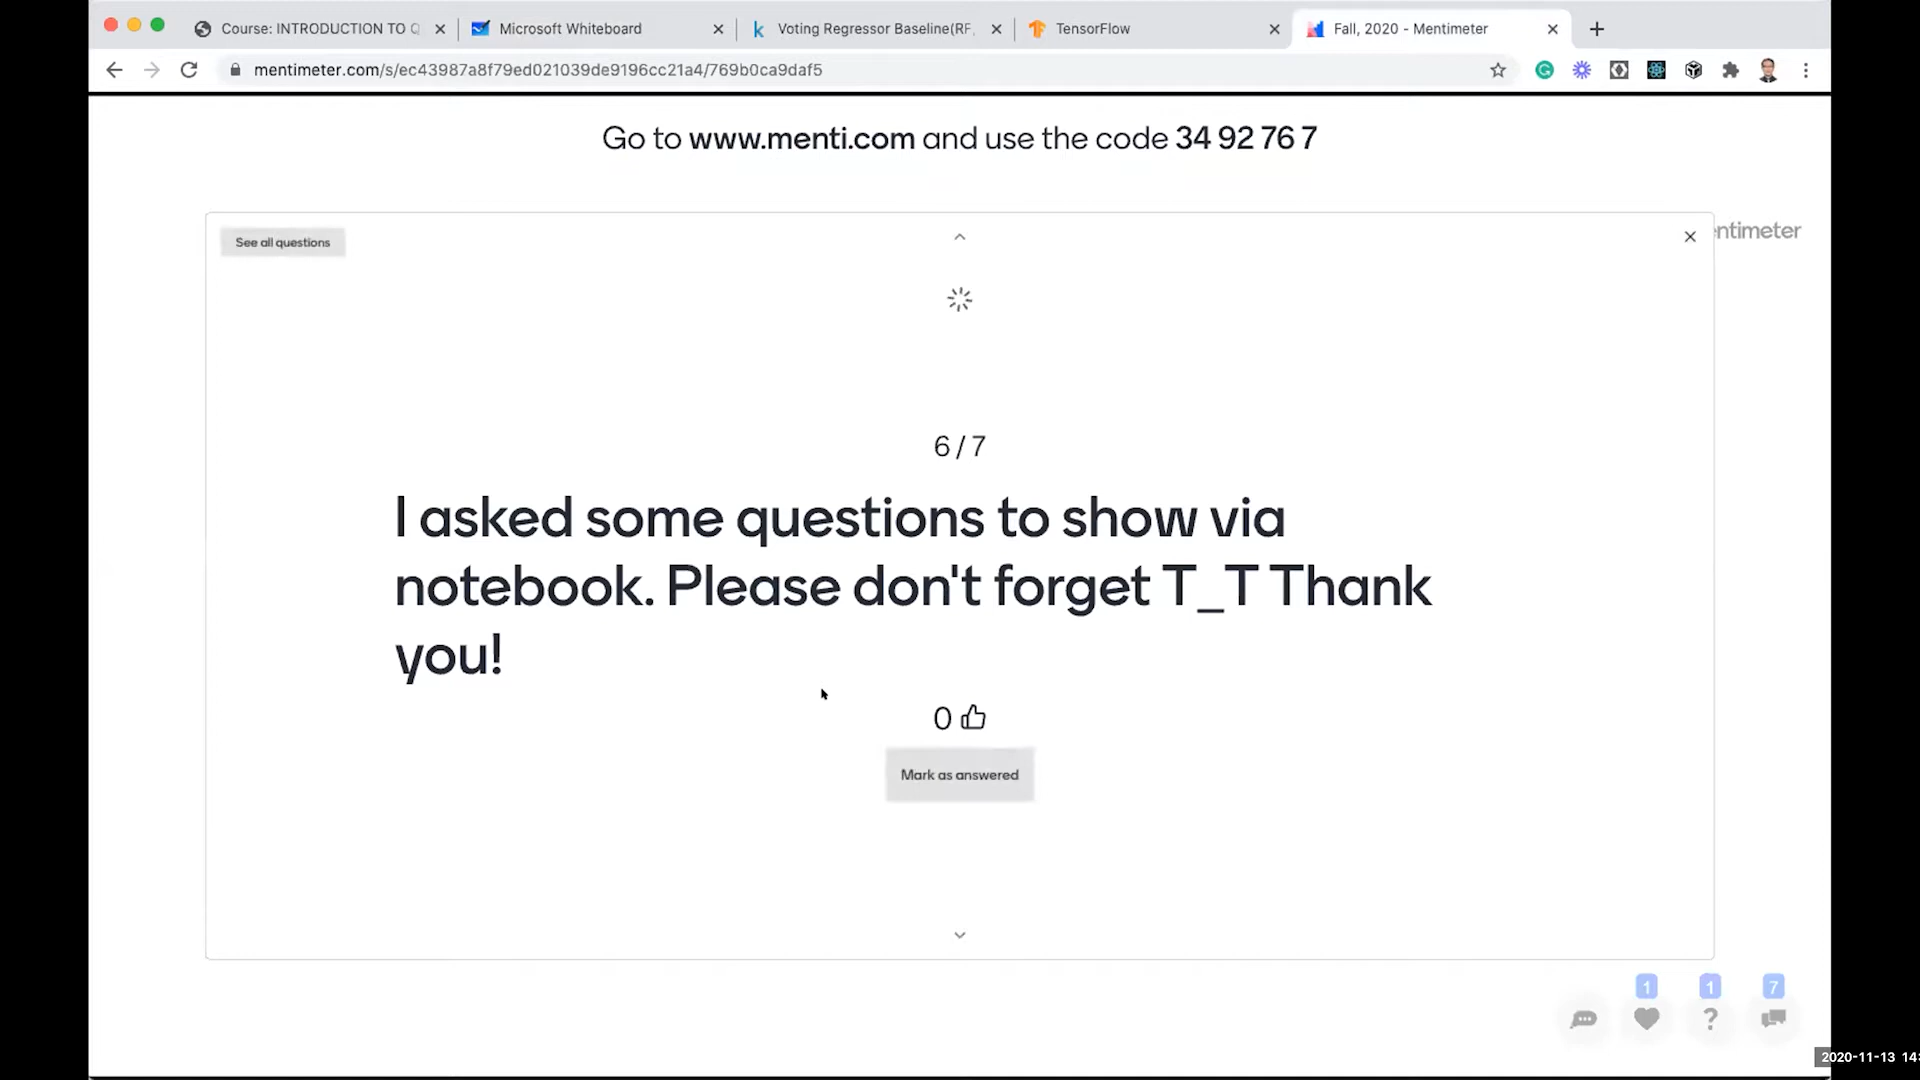 Course: INTRODUCTION TO Q
Microsoft Whiteboard
Voting Regressor Baseline(RF,
TensorFlow
Fall, 2020 - Mentimeter
mentimeter.com/s/ec43987a8f79ed021039de9196cc21a4/769b0ca9daf5
Go to www.menti.com and use the code 34 92 76 7
See all questions
ntimeter
6 / 7
I asked some questions to show via
notebook. Please don't forget T_T Thank
you!
0
Mark as answered
1 1 7
?
2020-11-13 14: